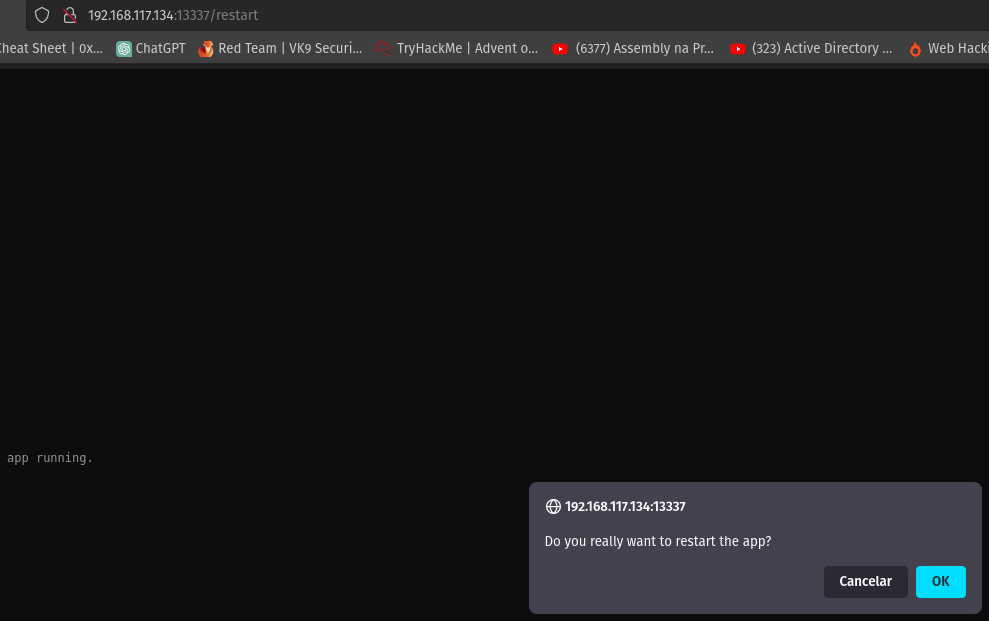 192.168.117.134:13337/restart
heat Sheet | 0x... ChatGPT Red Team | VK9 Securi... TryHackMe | Advent o... (6377) Assembly na Pr... (323) Active Directory ... Web Hacki
app running.
192.168.117.134:13337
Do you really want to restart the app?
Cancelar OK